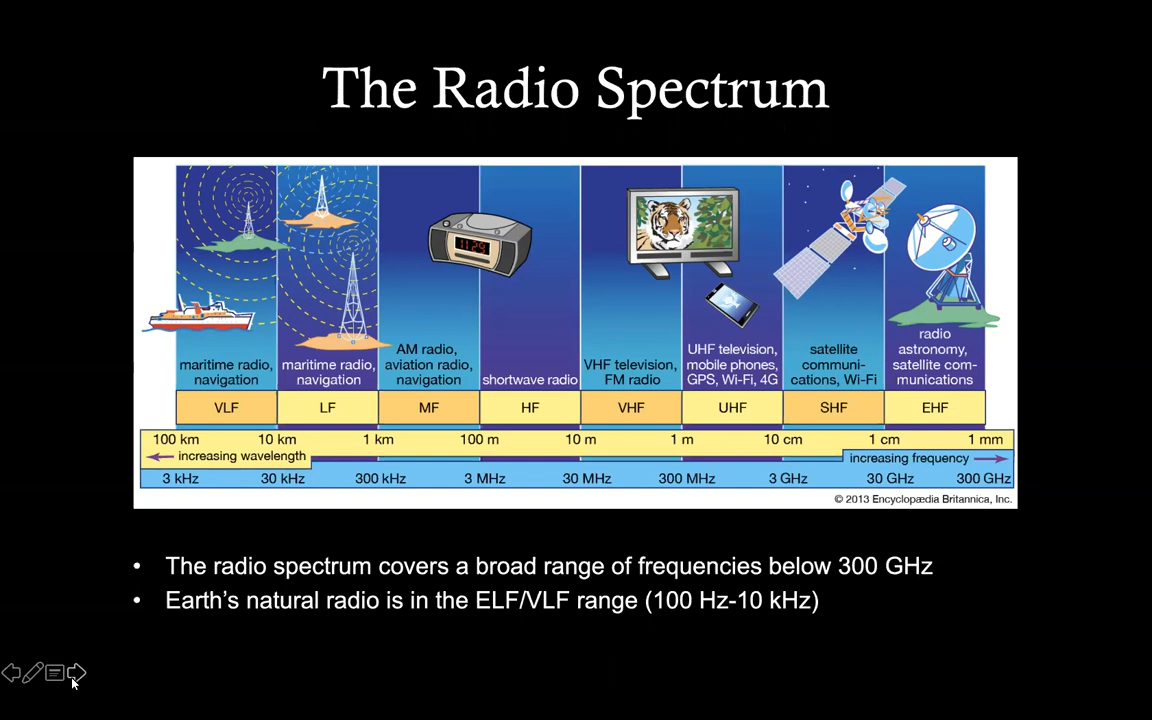 The Radio Spectrum
11:29
maritime radio,
navigation
maritime radio,
navigation
AM radio,
aviation radio,
navigation
shortwave radio
VHF television,
FM radio
UHF television,
mobile phones,
GPS, Wi-Fi, 4G
satellite
communi-
cations, Wi-Fi
radio
astronomy,
satellite com-
munications
VLF LF MF HF VHF UHF SHF EHF
100 km 10 km 1 km 100 m 10 m 1 m 10 cm 1 cm 1 mm
increasing wavelength increasing frequency
3 kHz 30 kHz 300 kHz 3 MHz 30 MHz 300 MHz 3 GHz 30 GHz 300 GHz
© 2013 Encyclopædia Britannica, Inc.
• The radio spectrum covers a broad range of frequencies below 300 GHz
• Earth’s natural radio is in the ELF/VLF range (100 Hz-10 kHz)